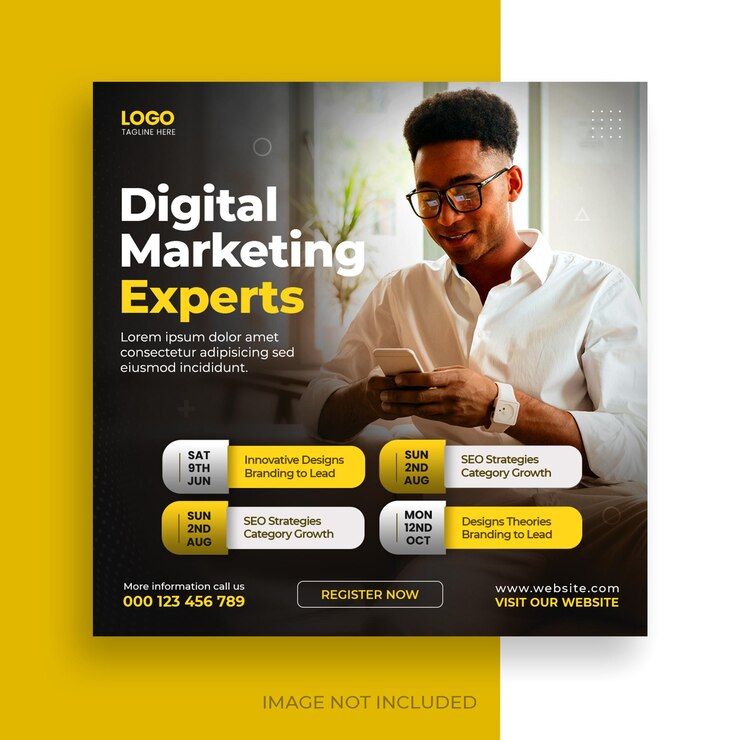 LOGO
TAGLINE HERE
Digital
Marketing
Experts
Lorem ipsum dolor amet
consectetur adipisicing sed
eiusmod incididunt.
SAT
9TH
JUN
Innovative Designs
Branding to Lead
SUN
2ND
AUG
SEO Strategies
Category Growth
SUN
2ND
AUG
SEO Strategies
Category Growth
MON
12ND
OCT
Designs Theories
Branding to Lead
More information call us
000 123 456 789
REGISTER NOW
www.website.com
VISIT OUR WEBSITE
IMAGE NOT INCLUDED